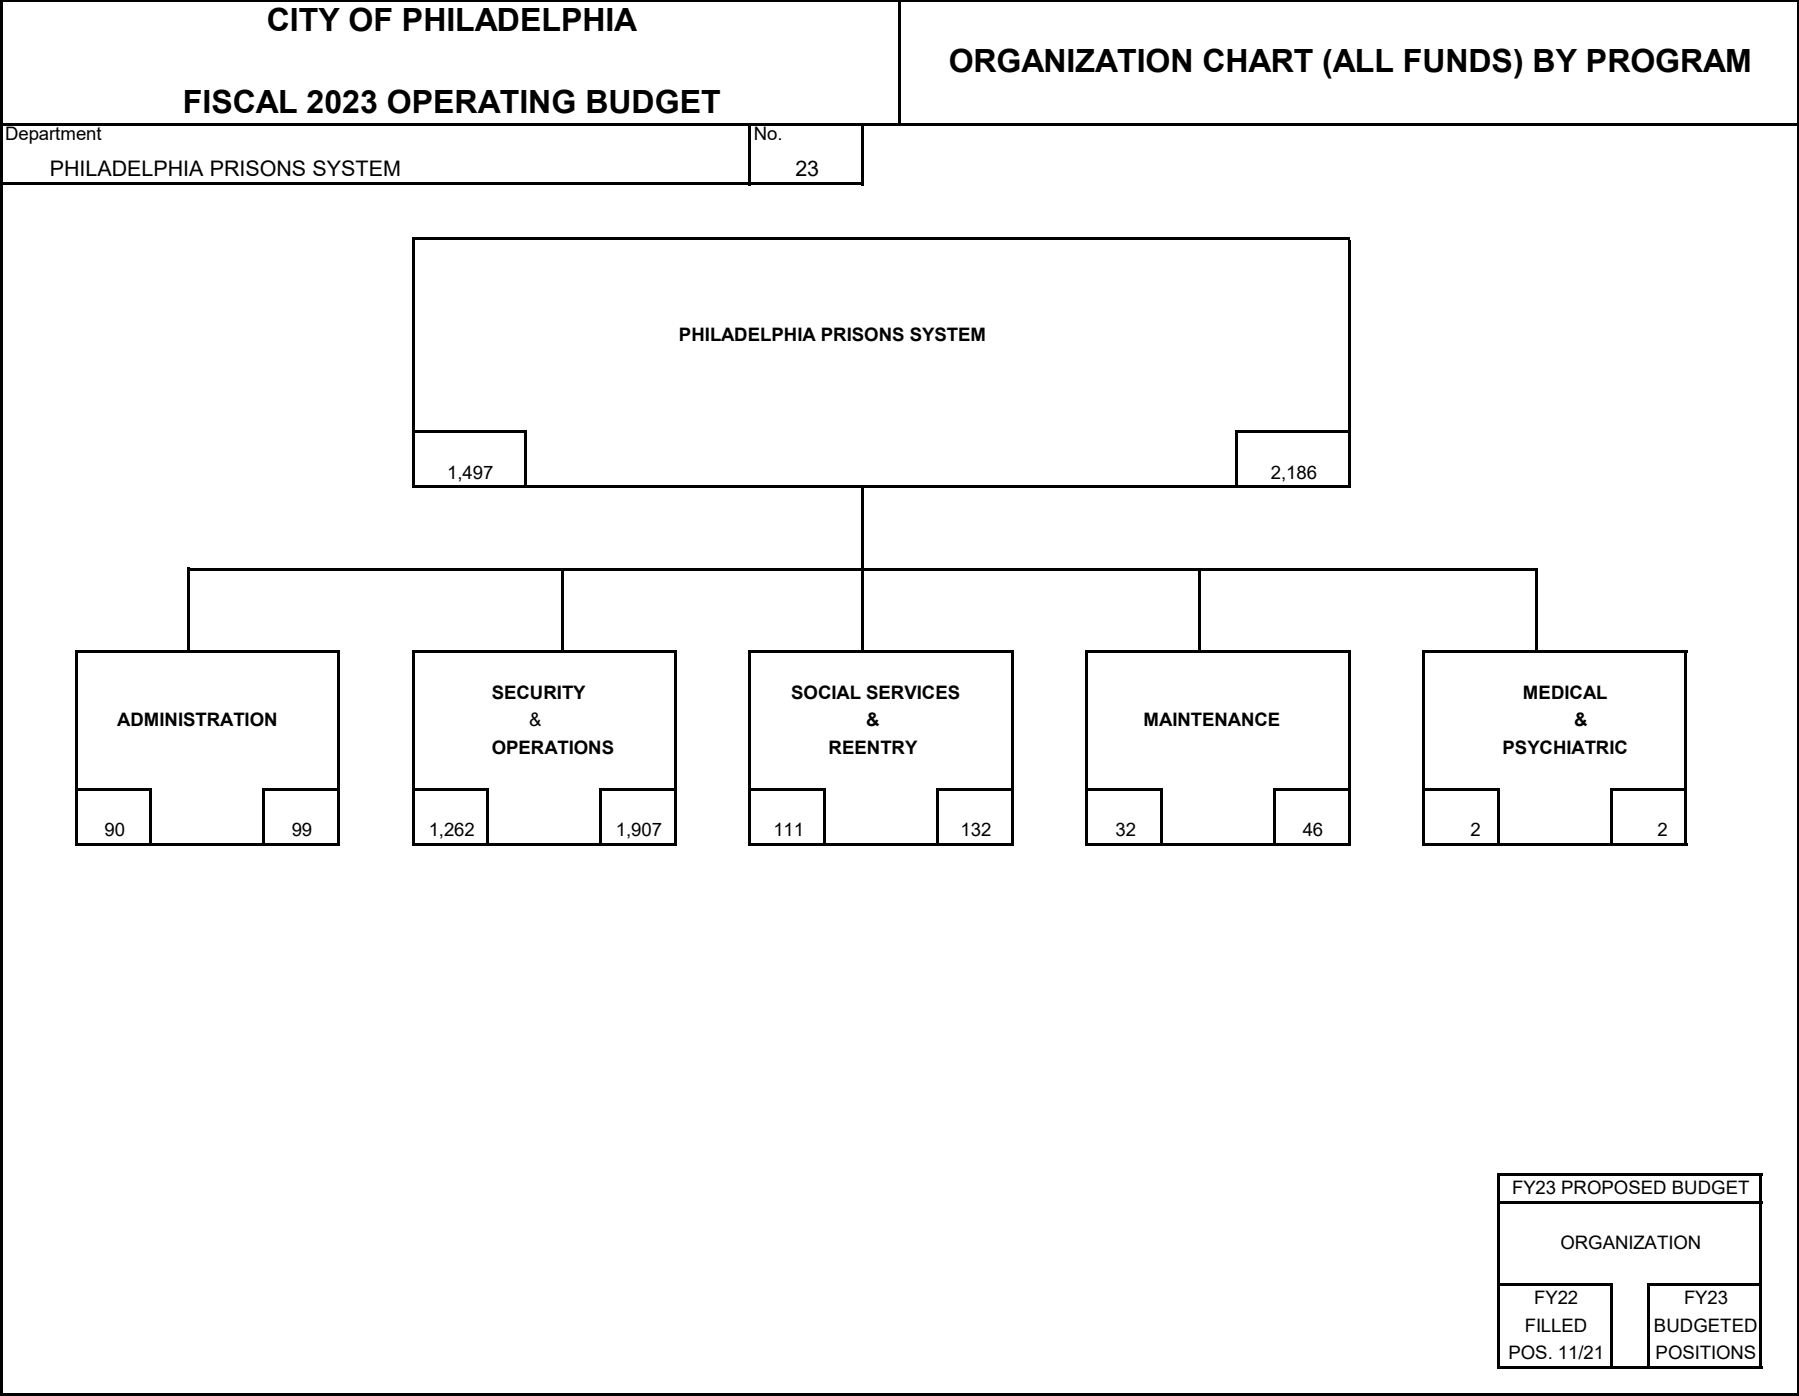 CITY OF PHILADELPHIA
FISCAL 2023 OPERATING BUDGET
ORGANIZATION CHART (ALL FUNDS) BY PROGRAM
Department
No.
PHILADELPHIA PRISONS SYSTEM
23
PHILADELPHIA PRISONS SYSTEM
1,497
2,186
ADMINISTRATION
90
99
SECURITY
&
OPERATIONS
1,262
1,907
SOCIAL SERVICES
&
REENTRY
111
132
MAINTENANCE
32
46
MEDICAL
&
PSYCHIATRIC
2
2
FY23 PROPOSED BUDGET
ORGANIZATION
FY22
FILLED
POS. 11/21
FY23
BUDGETED
POSITIONS